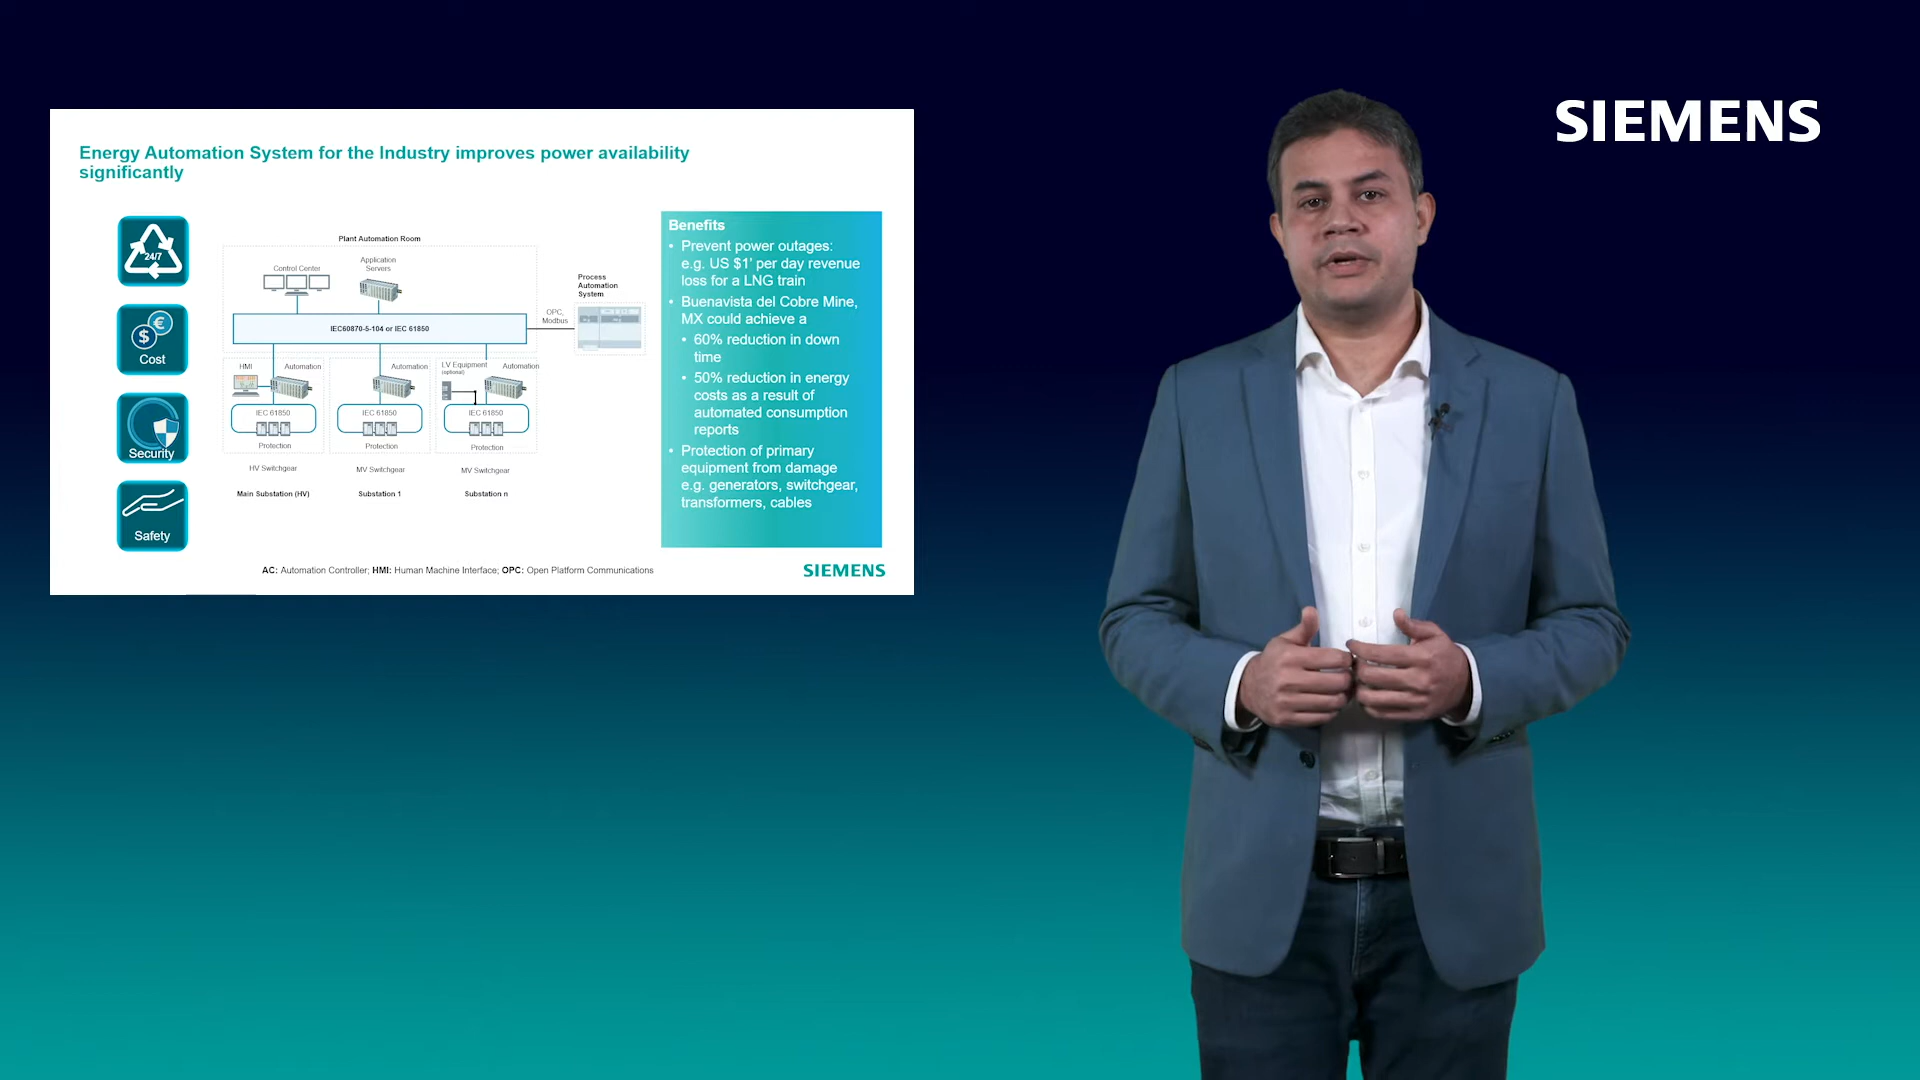 SIEMENS
Energy Automation System for the Industry improves power availability
significantly
24/7
Cost
Security
Safety
Plant Automation Room
Control Center
Application
Servers
IEC60870-5-104 or IEC 61850
OPC,
Modbus
Process
Automation
System
HMI
Automation
IEC 61850
Protection
HV Switchgear
Main Substation (HV)
Automation
IEC 61850
Protection
MV Switchgear
Substation 1
LV Equipment
(optional)
Automation
IEC 61850
Protection
MV Switchgear
Substation n
Benefits
• Prevent power outages:
e.g. US $1' per day revenue
loss for a LNG train
• Buenavista del Cobre Mine,
MX could achieve a
• 60% reduction in down
time
• 50% reduction in energy
costs as a result of
automated consumption
reports
• Protection of primary
equipment from damage
e.g. generators, switchgear,
transformers, cables
AC: Automation Controller; HMI: Human Machine Interface; OPC: Open Platform Communications
SIEMENS